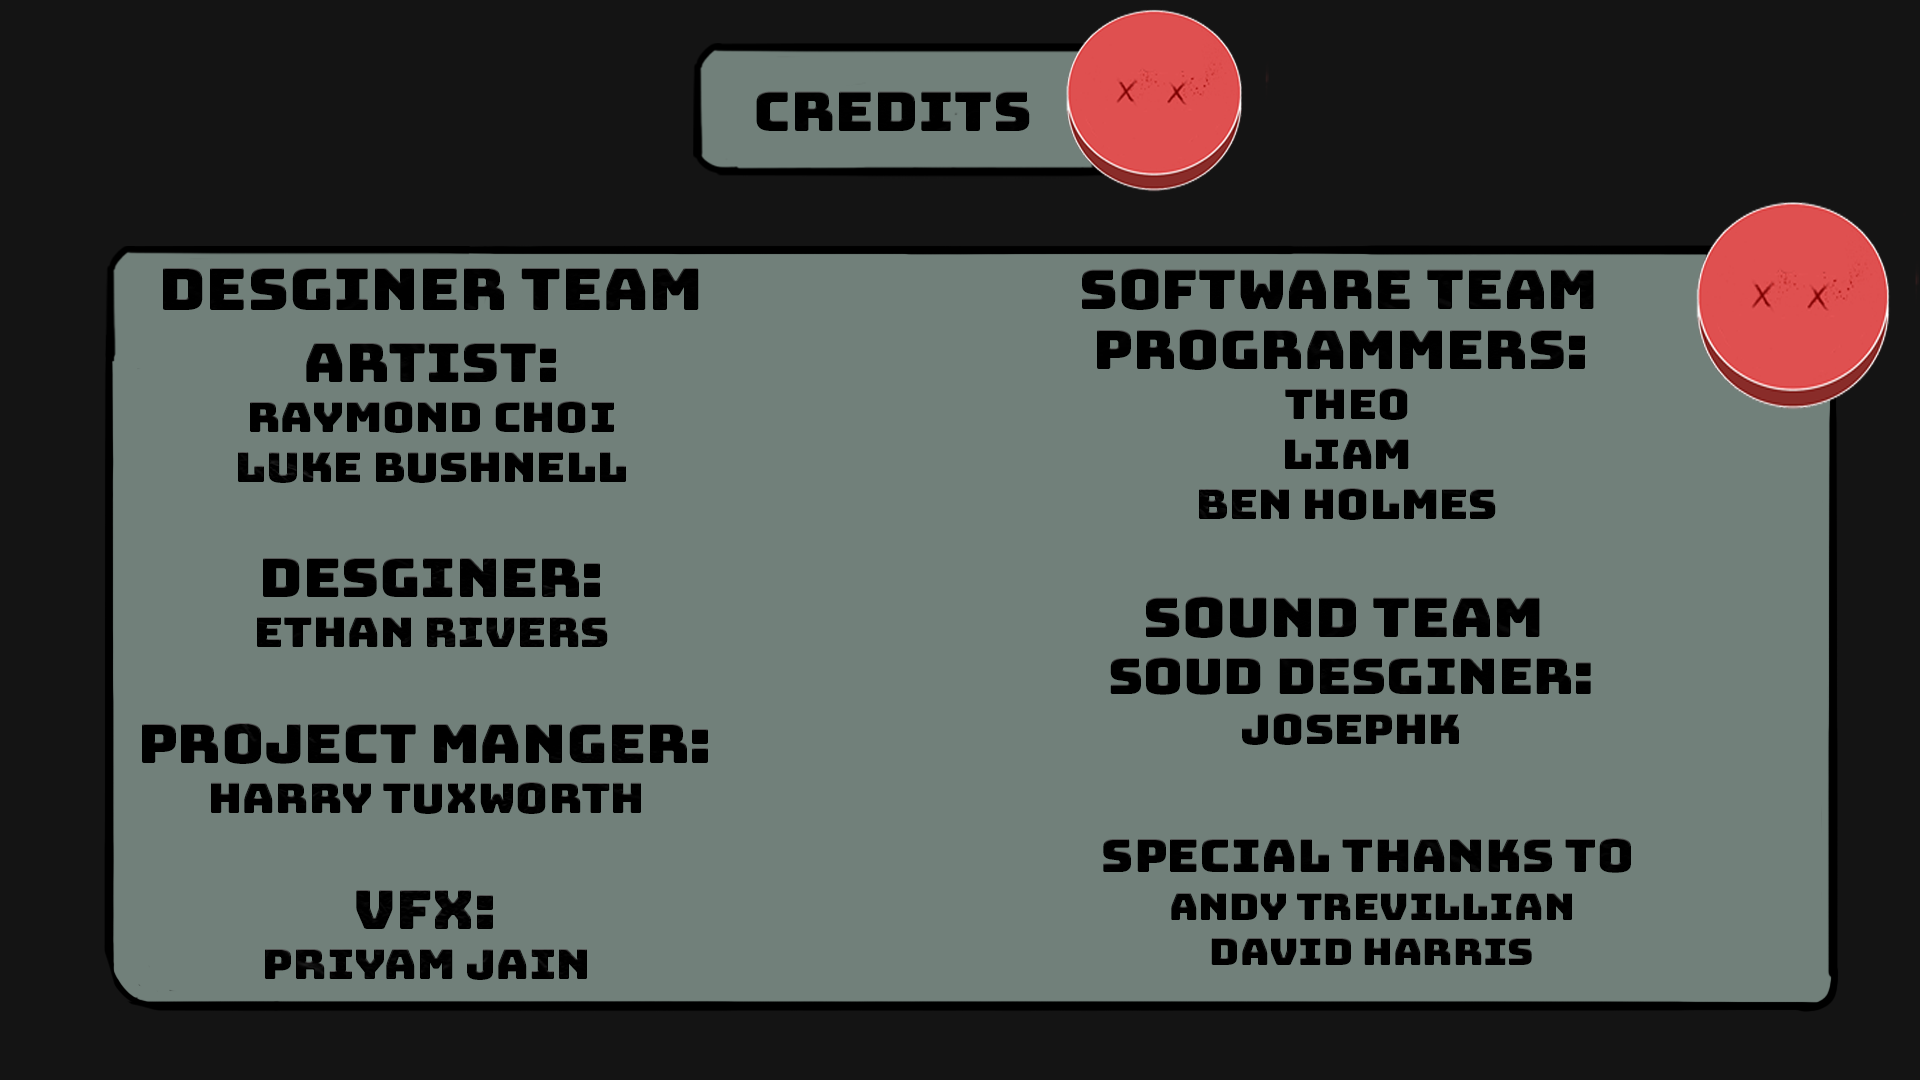 CREDITS
DESGINER TEAM
ARTIST:
RAYMOND CHOI
LUKE BUSHNELL
DESGINER:
ETHAN RIVERS
PROJECT MANGER:
HARRY TUXWORTH
VFX:
PRIYAM JAIN
SOFTWARE TEAM
PROGRAMMERS:
THEO
LIAM
BEN HOLMES
SOUND TEAM
SOUD DESGINER:
JOSEPHK
SPECIAL THANKS TO
ANDY TREVILLIAN
DAVID HARRIS